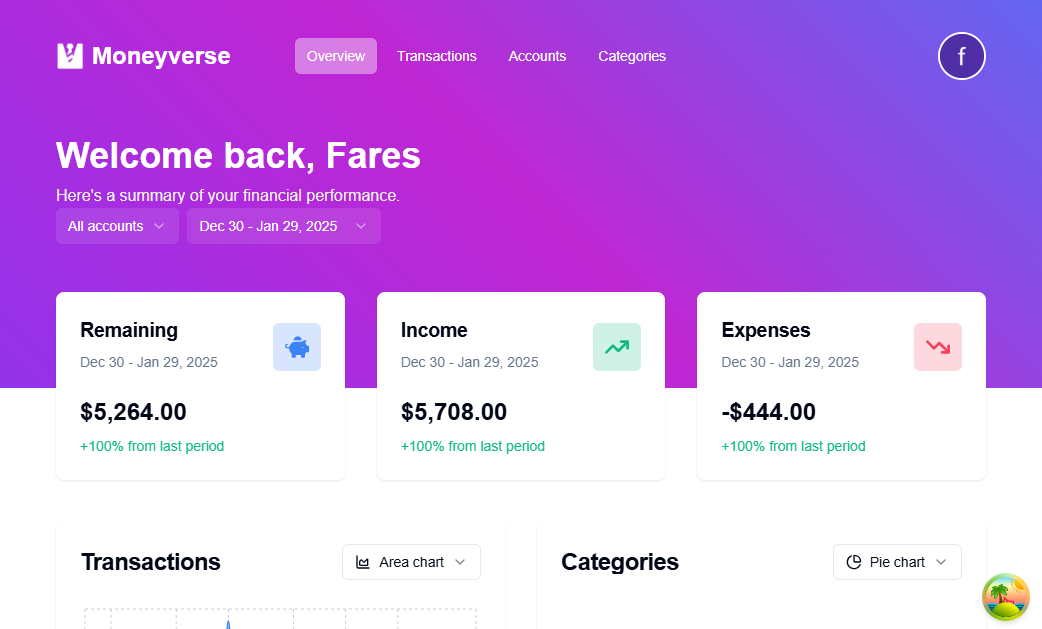 Moneyverse
Overview
Transactions
Accounts
Categories
f
Welcome back, Fares
Here's a summary of your financial performance.
All accounts
Dec 30 - Jan 29, 2025
Remaining
Dec 30 - Jan 29, 2025
$5,264.00
+100% from last period
Income
Dec 30 - Jan 29, 2025
$5,708.00
+100% from last period
Expenses
Dec 30 - Jan 29, 2025
-$444.00
+100% from last period
Transactions
Area chart
Categories
Pie chart